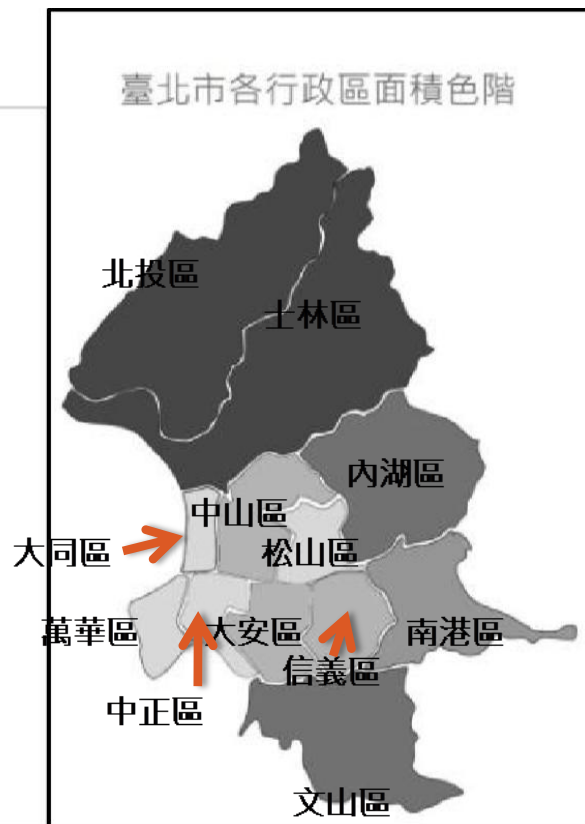 臺北市各行政區面積色階
北投區
士林區
內湖區
中山區
大同區
松山區
萬華區
大安區
南港區
信義區
中正區
文山區